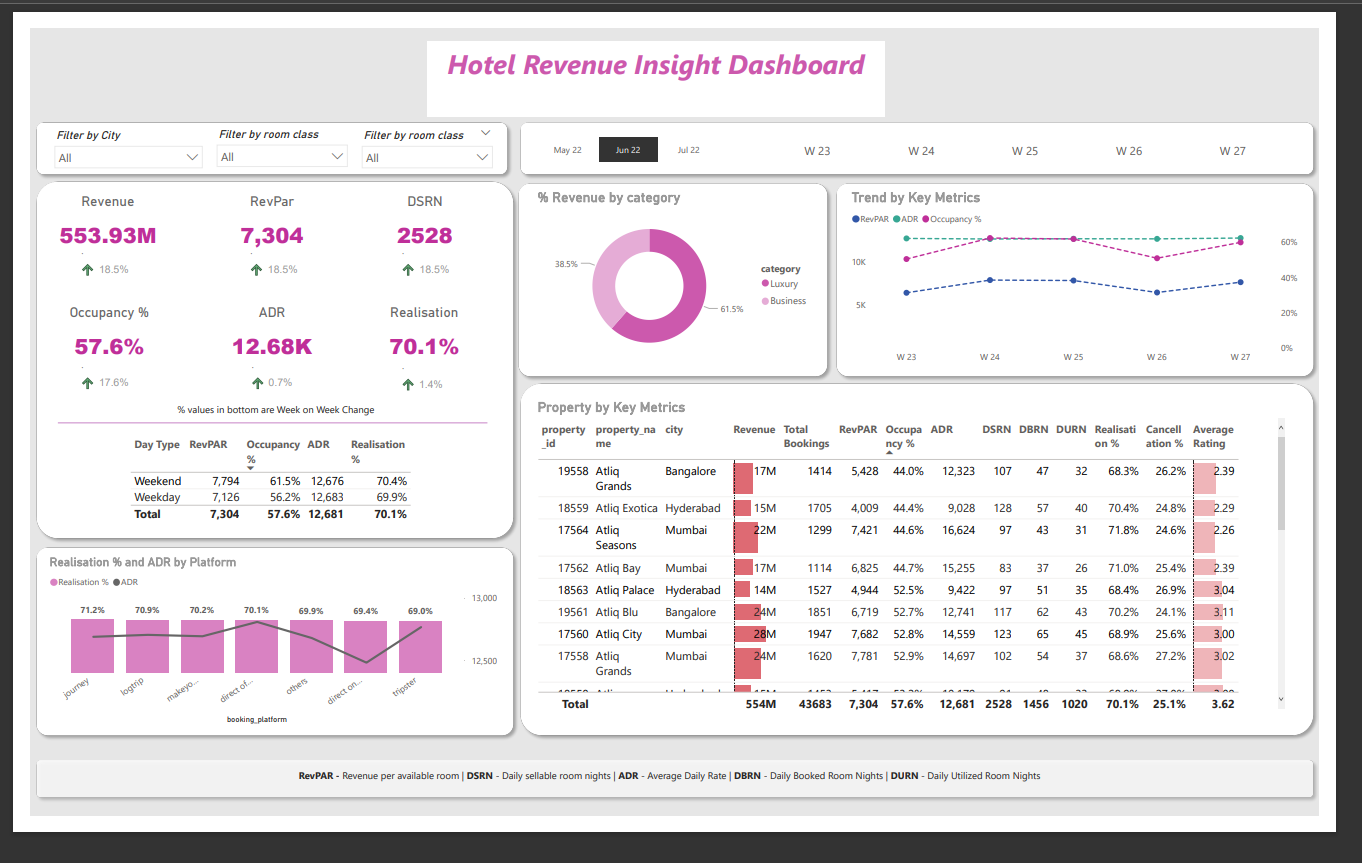 Hotel Revenue Insight Dashboard
Filter by City
Filter by room class
Filter by room class
All
All
All
May 22
Jun 22
Jul 22
W 23
W 24
W 25
W 26
W 27
Revenue
RevPar
DSRN
553.93M
7,304
2528
18.5%
18.5%
18.5%
Occupancy %
ADR
Realisation
57.6%
12.68K
70.1%
17.6%
0.7%
1.4%
% values in bottom are Week on Week Change
Day Type RevPAR Occupancy % ADR Realisation %
Weekend 7,794 61.5% 12,676 70.4%
Weekday 7,126 56.2% 12,683 69.9%
Total 7,304 57.6% 12,681 70.1%
% Revenue by category
38.5%
61.5%
category
Luxury
Business
Trend by Key Metrics
RevPAR ADR Occupancy %
10K
5K
60%
40%
20%
0%
W 23 W 24 W 25 W 26 W 27
Realisation % and ADR by Platform
Realisation % ADR
71.2% 70.9% 70.2% 70.1% 69.9% 69.4% 69.0%
13,000
12,500
journey logtrip makeyo... direct of... others direct on... tripster
booking_platform
Property by Key Metrics
property_id property_name city Revenue Total Bookings RevPAR Occupancy % ADR DSRN DBRN DURN Realisation % Cancellation % Average Rating
19558 Atliq Grands Bangalore 17M 1414 5,428 44.0% 12,323 107 47 32 68.3% 26.2% 2.39
18559 Atliq Exotica Hyderabad 15M 1705 4,009 44.4% 9,028 128 57 40 70.4% 24.8% 2.29
17564 Atliq Seasons Mumbai 22M 1299 7,421 44.6% 16,624 97 43 31 71.8% 24.6% 2.26
17562 Atliq Bay Mumbai 17M 1114 6,825 44.7% 15,255 83 37 26 71.0% 25.4% 2.39
18563 Atliq Palace Hyderabad 14M 1527 4,944 52.5% 9,422 97 51 35 68.4% 26.9% 3.04
19561 Atliq Blu Bangalore 24M 1851 6,719 52.7% 12,741 117 62 43 70.2% 24.1% 3.11
17560 Atliq City Mumbai 28M 1947 7,682 52.8% 14,559 123 65 45 68.9% 25.6% 3.00
17558 Atliq Grands Mumbai 24M 1620 7,781 52.9% 14,697 102 54 37 68.6% 27.2% 3.02
Total 554M 43683 7,304 57.6% 12,681 2528 1456 1020 70.1% 25.1% 3.62
RevPAR - Revenue per available room | DSRN - Daily sellable room nights | ADR - Average Daily Rate | DBRN - Daily Booked Room Nights | DURN - Daily Utilized Room Nights